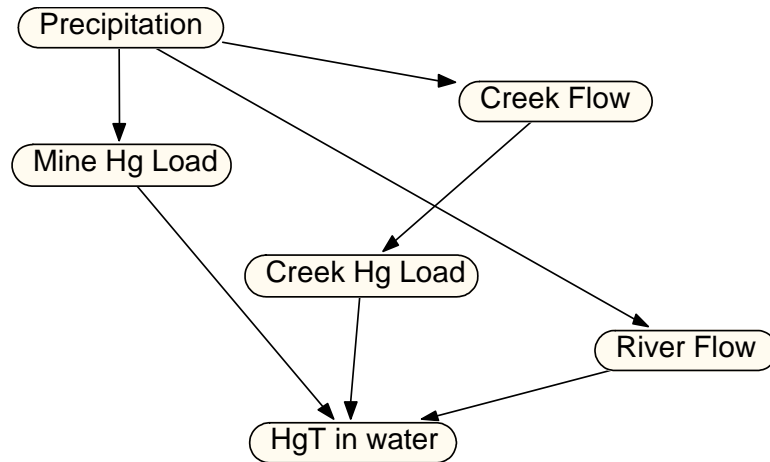 Precipitation
Creek Flow
Mine Hg Load
Creek Hg Load
River Flow
HgT in water